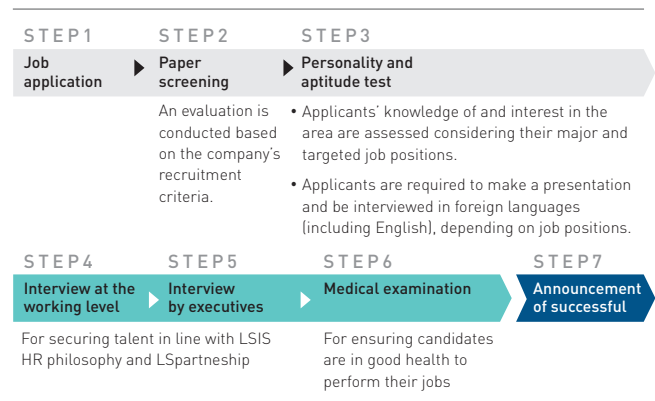 STEP1 STEP2 STEP3
Job application
Paper screening
Personality and aptitude test
An evaluation is
conducted based
on the company's
recruitment
criteria.
• Applicants' knowledge of and interest in the
area are assessed considering their major and
targeted job positions.
• Applicants are required to make a presentation
and be interviewed in foreign languages
(including English), depending on job positions.
STEP4 STEP5 STEP6 STEP7
Interview at the
working level
Interview
by executives
Medical examination
Announcement
of successful
For securing talent in line with LSIS
HR philosophy and LSpartneship
For ensuring candidates
are in good health to
perform their jobs